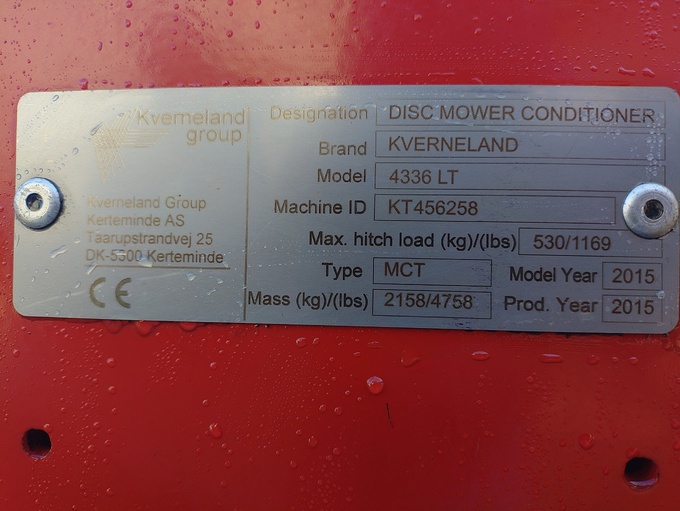 Kverneland
group
Kverneland Group
Kerteminde AS
Taarupstrandvej 25
DK-5300 Kerteminde
CE
Designation DISC MOWER CONDITIONER
Brand KVERNELAND
Model 4336 LT
Machine ID KT456258
Max. hitch load (kg)/(lbs) 530/1169
Type MCT Model Year 2015
Mass (kg)/(lbs) 2158/4758 Prod. Year 2015